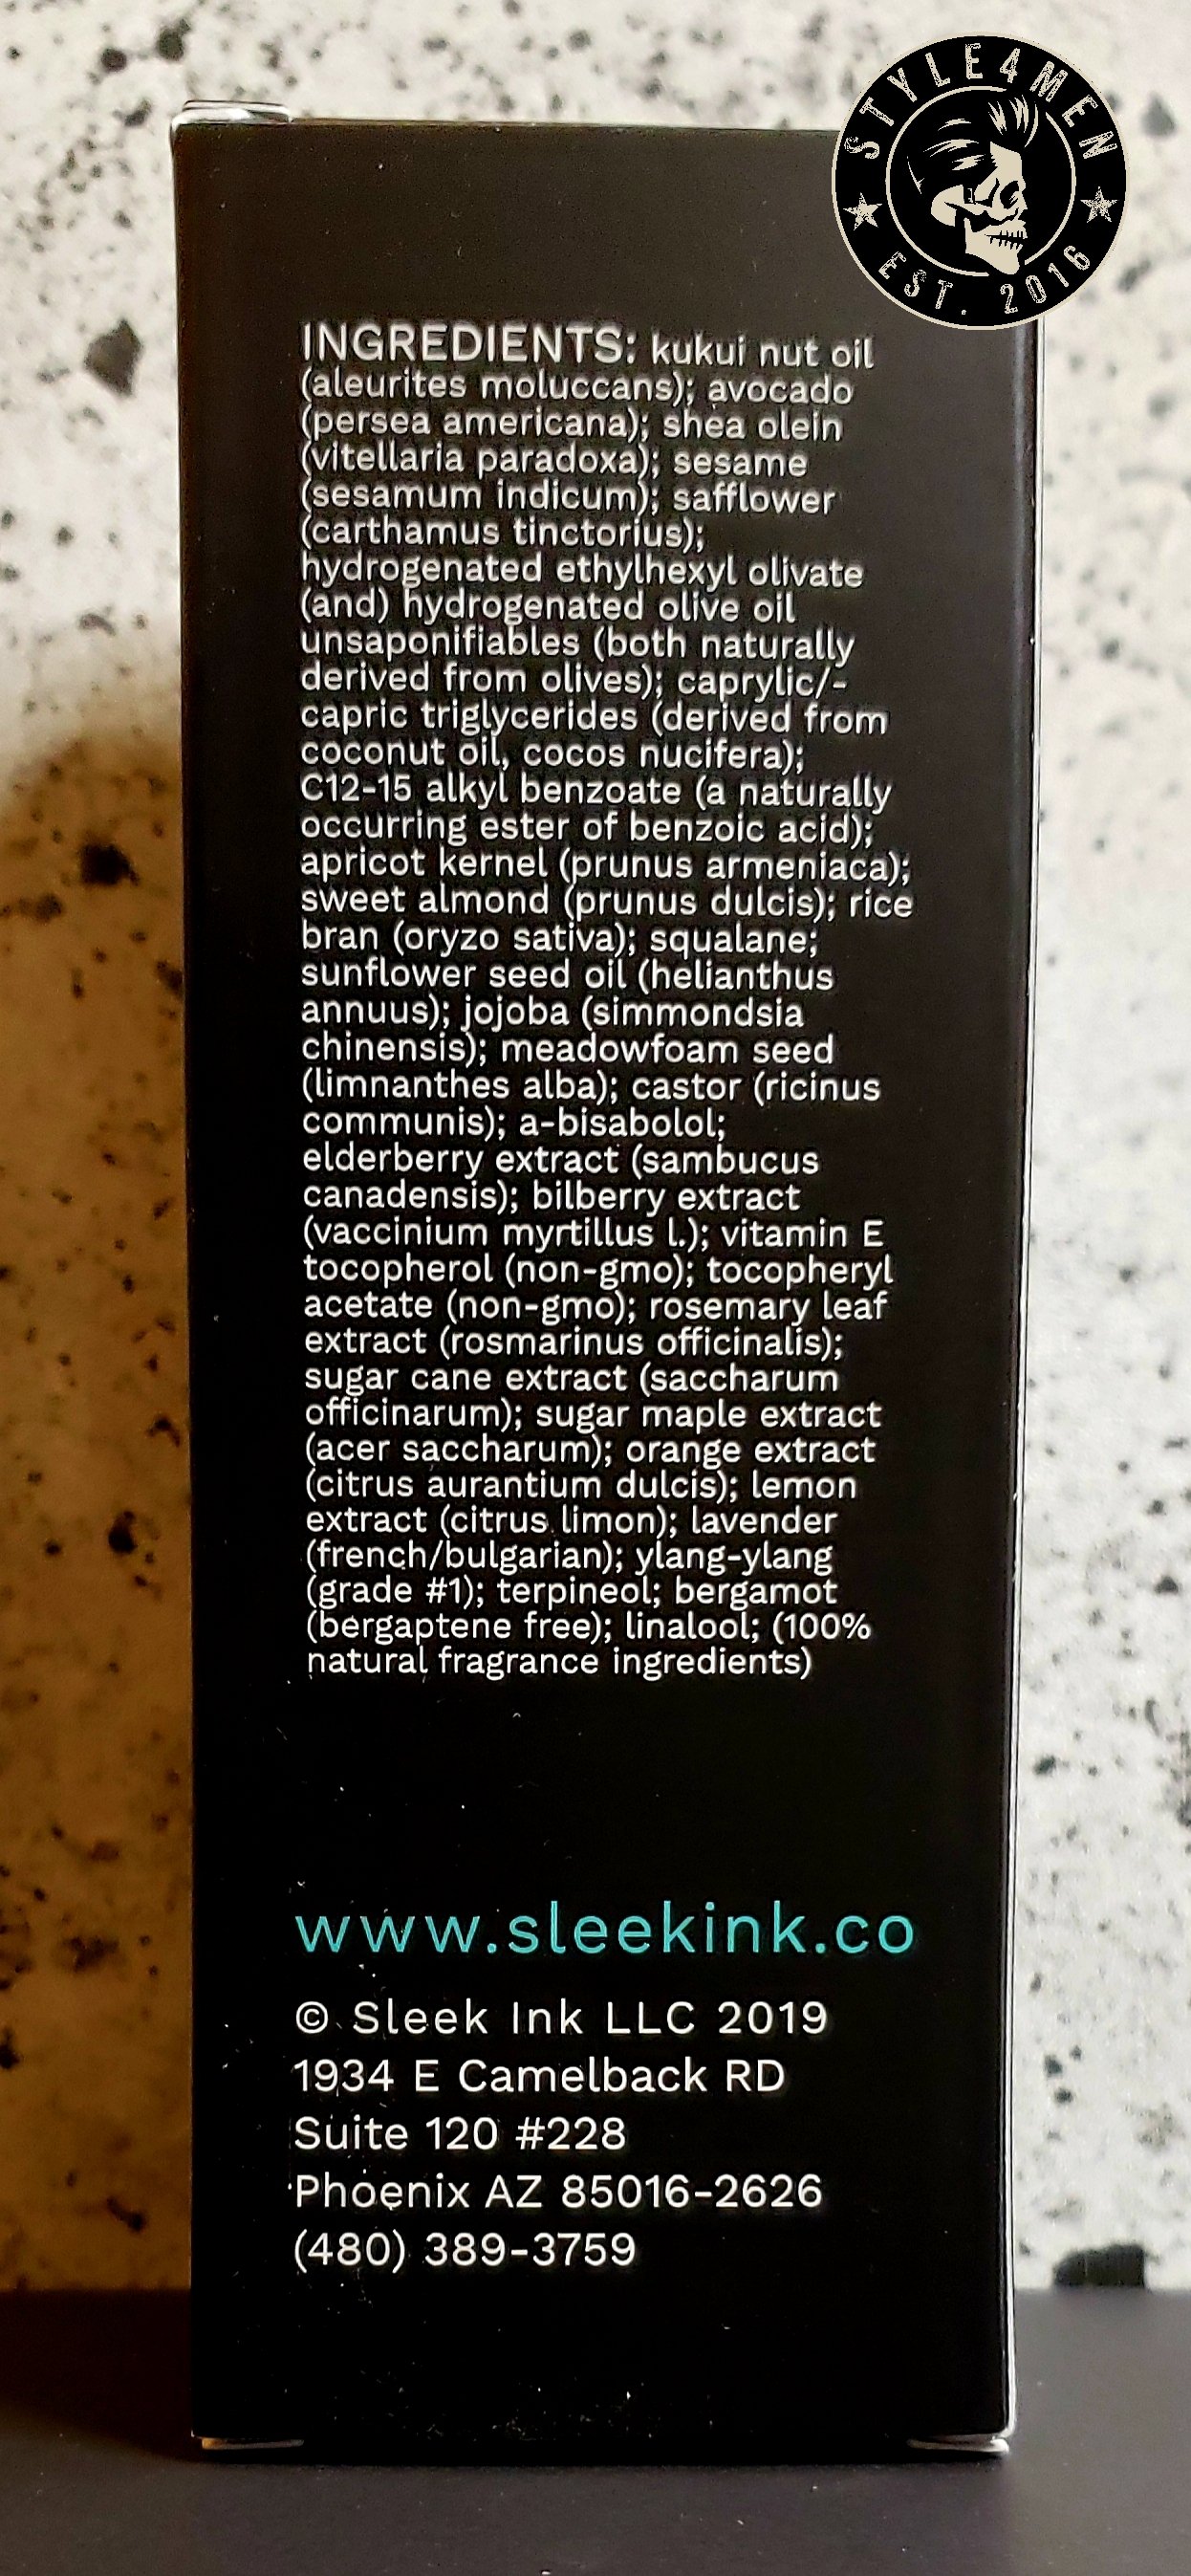 STYLE4MEN
EST. 2016
INGREDIENTS: kukui nut oil
(aleurites moluccans); avocado
(persea americana); shea olein
(vitellaria paradoxa); sesame
(sesamum indicum); safflower
(carthamus tinctorius);
hydrogenated ethylhexyl olivate
(and) hydrogenated olive oil
unsaponifiables (both naturally
derived from olives); caprylic/-
capric triglycerides (derived from
coconut oil, cocos nucifera);
C12-15 alkyl benzoate (a naturally
occurring ester of benzoic acid);
apricot kernel (prunus armeniaca);
sweet almond (prunus dulcis); rice
bran (oryzo sativa); squalane;
sunflower seed oil (helianthus
annuus); jojoba (simmondsia
chinensis); meadowfoam seed
(limnanthes alba); castor (ricinus
communis); a-bisabolol;
elderberry extract (sambucus
canadensis); bilberry extract
(vaccinium myrtillus l.); vitamin E
tocopherol (non-gmo); tocopheryl
acetate (non-gmo); rosemary leaf
extract (rosmarinus officinalis);
sugar cane extract (saccharum
officinarum); sugar maple extract
(acer saccharum); orange extract
(citrus aurantium dulcis); lemon
extract (citrus limon); lavender
(french/bulgarian); ylang-ylang
(grade #1); terpineol; bergamot
(bergaptene free); linalool; (100%
natural fragrance ingredients)
www.sleekink.co
© Sleek Ink LLC 2019
1934 E Camelback RD
Suite 120 #228
Phoenix AZ 85016-2626
(480) 389-3759